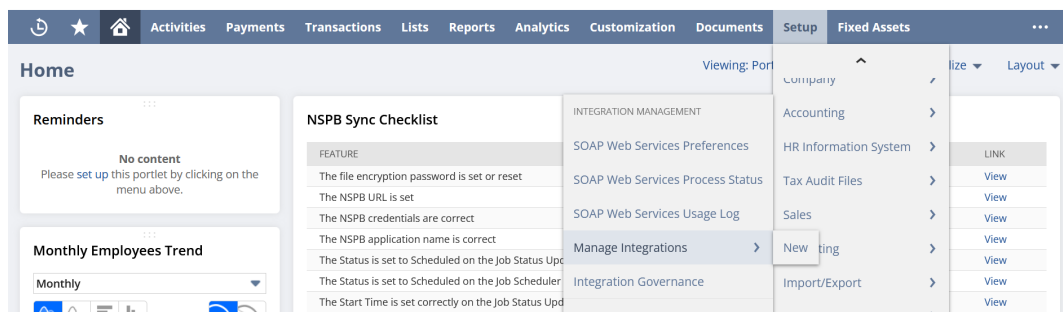 Activities Payments Transactions Lists Reports Analytics Customization Documents Setup Fixed Assets
Home
Viewing: Port
lize
Layout
Company
Reminders
No content
Please set up this portlet by clicking on the
menu above.
Monthly Employees Trend
Monthly
NSPB Sync Checklist
FEATURE
LINK
The file encryption password is set or reset
View
The NSPB URL is set
View
The NSPB credentials are correct
View
The NSPB application name is correct
View
The Status is set to Scheduled on the Job Status Upd
View
The Status is set to Scheduled on the Job Scheduler
View
The Start Time is set correctly on the Job Status Upd
View
INTEGRATION MANAGEMENT
SOAP Web Services Preferences
SOAP Web Services Process Status
SOAP Web Services Usage Log
Manage Integrations
Integration Governance
Accounting
HR Information System
Tax Audit Files
Sales
New
ting
Import/Export